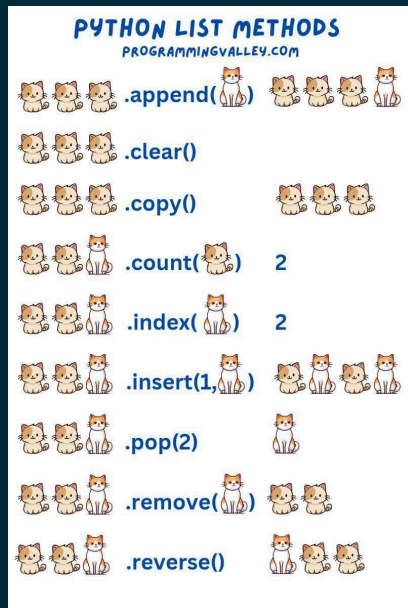 PYTHON LIST METHODS
PROGRAMMINGVALLEY.COM
.append( )
.clear()
.copy()
.count( ) 2
.index( ) 2
.insert(1, )
.pop(2)
.remove( )
.reverse()